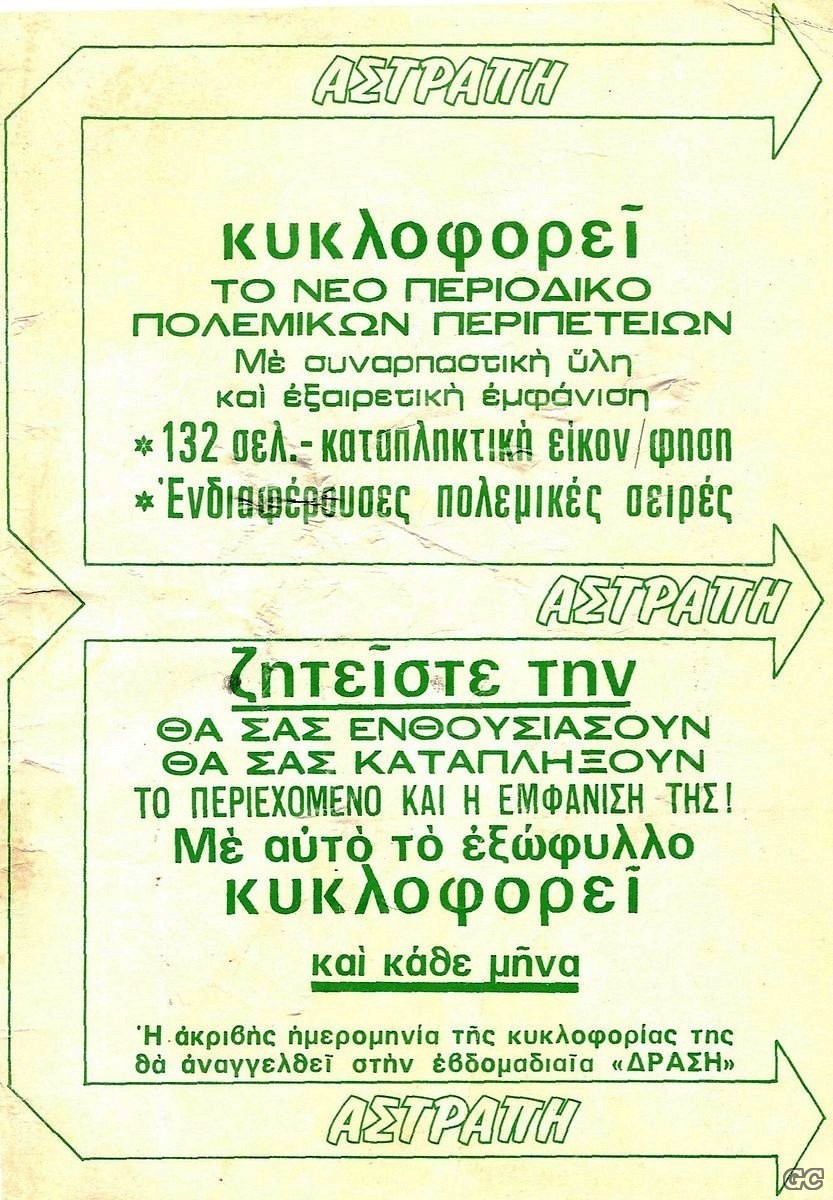 ΑΣΤΡΑΠΗ
κυκλοφορεῖ
ΤΟ ΝΕΟ ΠΕΡΙΟΔΙΚΟ
ΠΟΛΕΜΙΚΩΝ ΠΕΡΙΠΕΤΕΙΩΝ
Μὲ συναρπαστικὴ ὕλη
καὶ ἐξαιρετικὴ ἐμφάνιση
* 132 σελ.- καταπληκτικὴ εἰκον/φηση
* Ἐνδιαφέρουσες πολεμικές σειρές
ΑΣΤΡΑΠΗ
ζητεῖστε την
ΘΑ ΣΑΣ ΕΝΘΟΥΣΙΑΣΟΥΝ
ΘΑ ΣΑΣ ΚΑΤΑΠΛΗΞΟΥΝ
ΤΟ ΠΕΡΙΕΧΟΜΕΝΟ ΚΑΙ Η ΕΜΦΑΝΙΣΗ ΤΗΣ!
Μὲ αὐτὸ τὸ ἐξώφυλλο
κυκλοφορεῖ
καὶ κάθε μῆνα
Ἡ ἀκριβὴς ἡμερομηνία τῆς κυκλοφορίας της
θὰ ἀναγγελθεῖ στὴν ἑβδομαδιαία «ΔΡΑΣΗ»
ΑΣΤΡΑΠΗ
GC